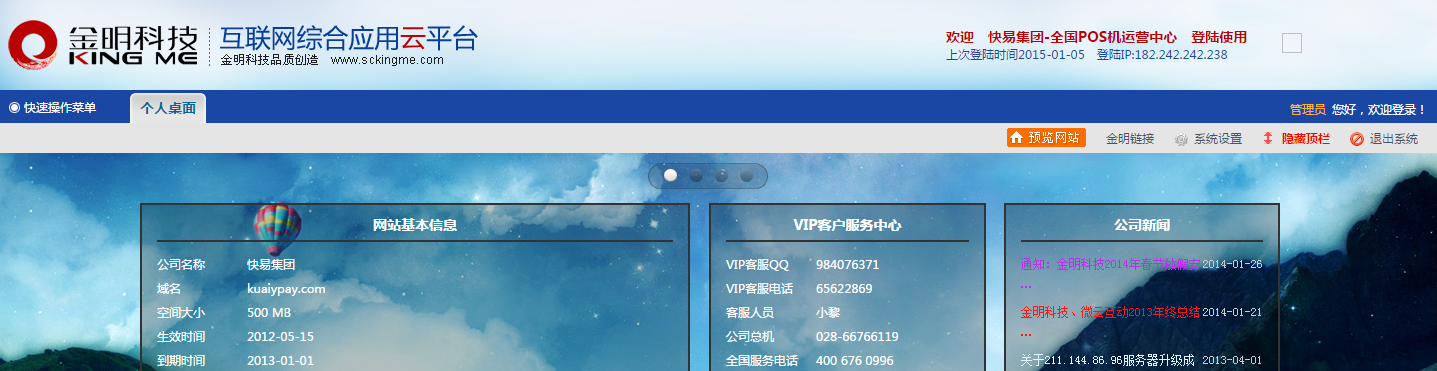 金明科技
KING ME
互联网综合应用云平台
金明科技品质创造 www.sckingme.com
欢迎 快易集团-全国POS机运营中心 登陆使用
上次登陆时间2015-01-05 登陆IP:182.242.242.238
快速操作菜单
个人桌面
管理员 您好，欢迎登录！
预览网站
金明链接
系统设置
隐藏顶栏
退出系统
网站基本信息
公司名称 快易集团
域名 kuaiypay.com
空间大小 500 MB
生效时间 2012-05-15
到期时间 2013-01-01
VIP客户服务中心
VIP客服QQ 984076371
VIP客服电话 65622869
客服人员 小黎
公司总机 028-66766119
全国服务电话 400 676 0996
公司新闻
通知：金明科技2014年春节放假安 2014-01-26
...
金明科技、微云互动2013年终总结 2014-01-21
...
关于211.144.86.96服务器升级成 2013-04-01